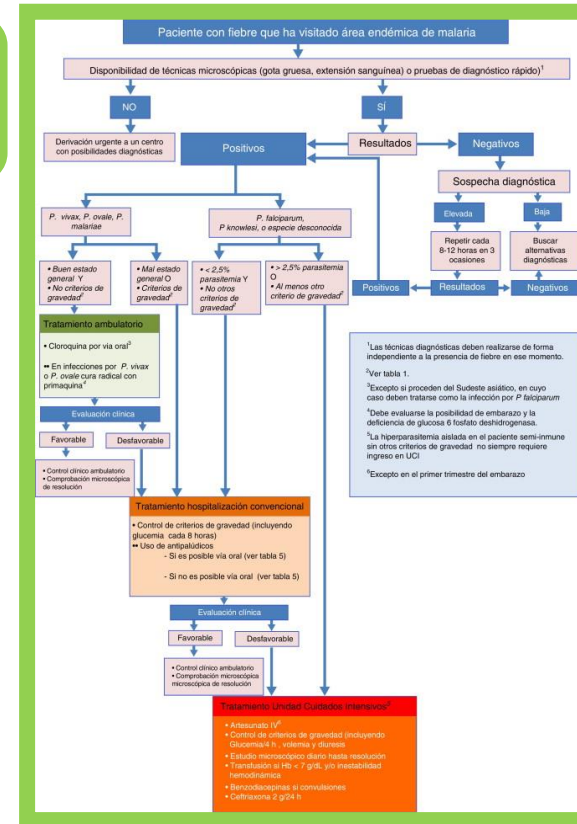 Paciente con fiebre que ha visitado área endémica de malaria
Disponibilidad de técnicas microscópicas (gota gruesa, extensión sanguínea) o pruebas de diagnóstico rápido)¹
NO
SÍ
Derivación urgente a un centro
con posibilidades diagnósticas
Positivos
Resultados
Negativos
Sospecha diagnóstica
Elevada
Baja
Repetir cada
8-12 horas en 3
ocasiones
Buscar
alternativas
diagnósticas
Positivos
Resultados
Negativos
P. vivax, P. ovale, P.
malariae
P. falciparum,
P knowlesi, o especie desconocida
• Buen estado
general Y
• No criterios de
gravedad²
• Mal estado
general O
• Criterios de
gravedad²
• < 2,5%
parasitemia Y
• No otros
criterios de
gravedad²
• > 2,5% parasitemia
O
• Al menos otro
criterio de gravedad²
Tratamiento ambulatorio
• Cloroquina por via oral³
•• En infecciones por P. vivax
o P. ovale cura radical con
primaquina⁴
Evaluación clínica
Favorable
Desfavorable
• Control clínico ambulatorio
• Comprobación microscópica
de resolución
¹Las técnicas diagnósticas deben realizarse de forma
independiente a la presencia de fiebre en ese momento.
²Ver tabla 1.
³Excepto si proceden del Sudeste asiático, en cuyo
caso deben tratarse como la infección por P falciparum
⁴Debe evaluarse la posibilidad de embarazo y la
deficiencia de glucosa 6 fosfato deshidrogenasa.
⁵La hiperparasitemia aislada en el paciente semi-inmune
sin otros criterios de gravedad no siempre requiere
ingreso en UCI
⁶Excepto en el primer trimestre del embarazo
Tratamiento hospitalización convencional
• Control de criterios de gravedad (incluyendo
glucemia cada 8 horas)
•• Uso de antipalúdicos
- Si es posible vía oral (ver tabla 5)
- Si no es posible vía oral (ver tabla 5)
Evaluación clínica
Favorable
Desfavorable
• Control clínico ambulatorio
• Comprobación microscópica
microscópica de resolución
Tratamiento Unidad Cuidados intensivos⁵
• Artesunato IV⁶
• Control de criterios de gravedad (incluyendo
Glucemia/4 h , volemia y diuresis
• Estudio microscópico diario hasta resolución
• Transfusión si Hb < 7 g/dL y/o inestabilidad
hemodinámica
• Benzodiacepinas si convulsiones
• Ceftriaxona 2 g/24 h